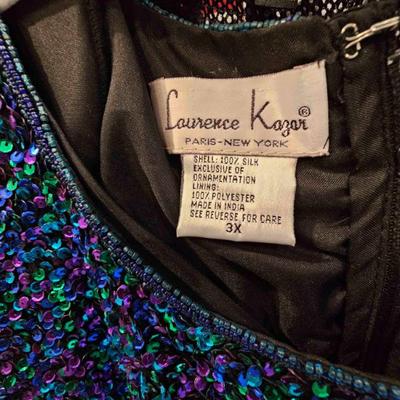 Laurence Kazar®
PARIS-NEW YORK
SHELL: 100% SILK
EXCLUSIVE OF
ORNAMENTATION
LINING:
100% POLYESTER
MADE IN INDIA
SEE REVERSE FOR CARE
3X